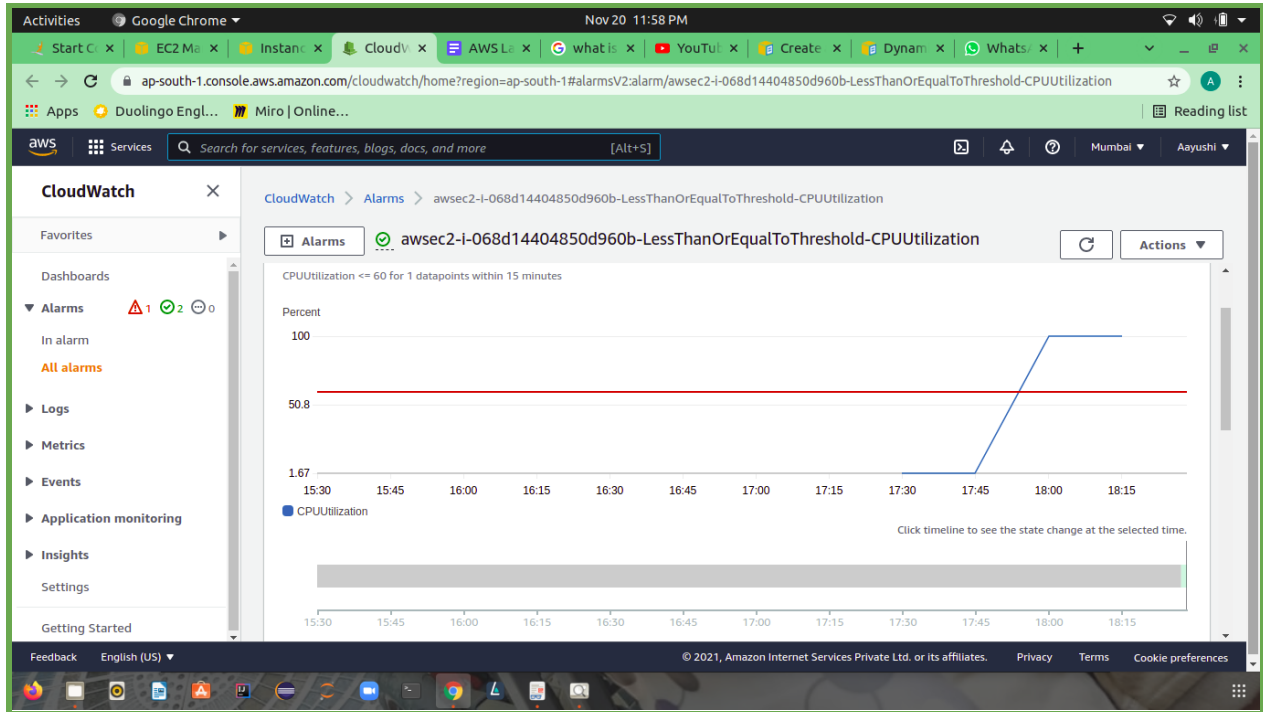 Activities Google Chrome ▾ Nov 20 11:58 PM
Start C EC2 Ma Instanc CloudW AWS La what is YouTub Create Dynam Whats
ap-south-1.console.aws.amazon.com/cloudwatch/home?region=ap-south-1#alarmsV2:alarm/awsec2-i-068d14404850d960b-LessThanOrEqualToThreshold-CPUUtilization A
Apps Duolingo Engl... Miro | Online... Reading list
aws Services Search for services, features, blogs, docs, and more [Alt+S] Mumbai ▼ Aayushi ▼
CloudWatch
CloudWatch > Alarms > awsec2-i-068d14404850d960b-LessThanOrEqualToThreshold-CPUUtilization
Favorites
Alarms awsec2-i-068d14404850d960b-LessThanOrEqualToThreshold-CPUUtilization Actions ▼
Dashboards
Alarms 1 2 0
In alarm
All alarms
Logs
Metrics
Events
Application monitoring
Insights
Settings
Getting Started
CPUUtilization <= 60 for 1 datapoints within 15 minutes
Percent
100
50.8
1.67
15:30 15:45 16:00 16:15 16:30 16:45 17:00 17:15 17:30 17:45 18:00 18:15
CPUUtilization
Click timeline to see the state change at the selected time.
15:30 15:45 16:00 16:15 16:30 16:45 17:00 17:15 17:30 17:45 18:00 18:15
Feedback English (US) ▼ © 2021, Amazon Internet Services Private Ltd. or its affiliates. Privacy Terms Cookie preferences